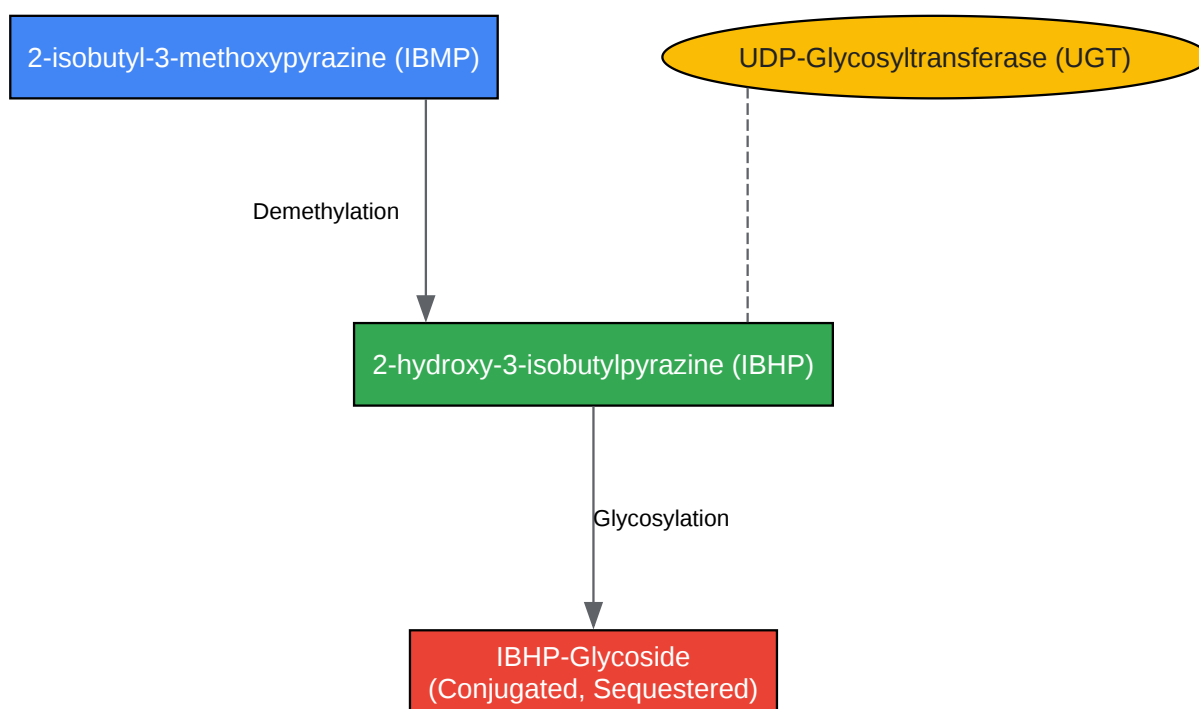 2-isobutyl-3-methoxypyrazine (IBMP)
UDP-Glycosyltransferase (UGT)
Demethylation
2-hydroxy-3-isobutylpyrazine (IBHP)
Glycosylation
IBHP-Glycoside
(Conjugated, Sequestered)